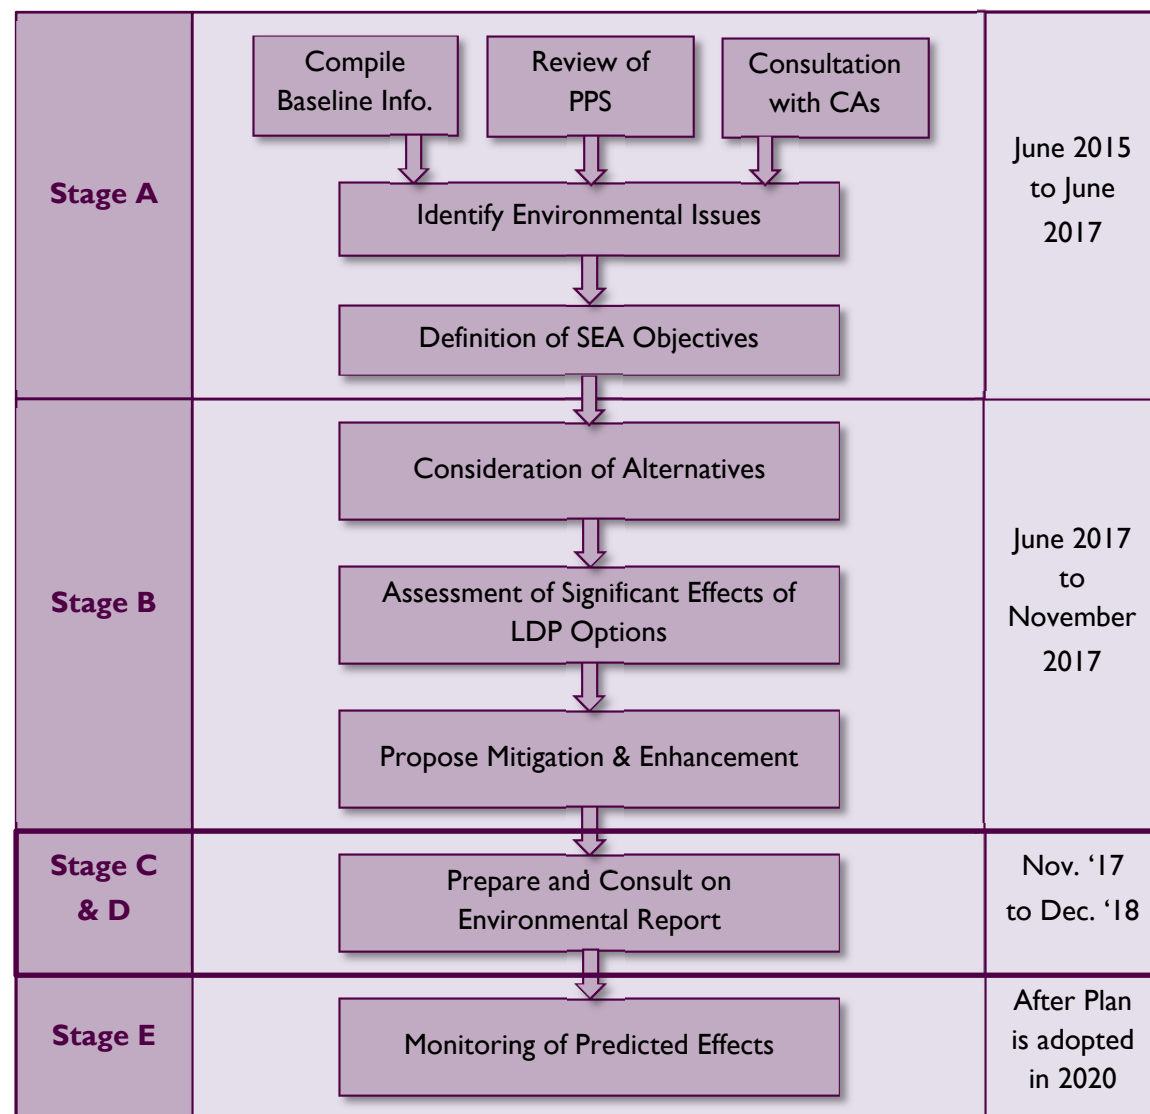 Stage A
Compile
Baseline Info.
Review of
PPS
Consultation
with CAs
Identify Environmental Issues
Definition of SEA Objectives
June 2015
to June
2017
Stage B
Consideration of Alternatives
Assessment of Significant Effects of
LDP Options
Propose Mitigation & Enhancement
June 2017
to
November
2017
Stage C
& D
Prepare and Consult on
Environmental Report
Nov. ‘17
to Dec. ‘18
Stage E
Monitoring of Predicted Effects
After Plan
is adopted
in 2020